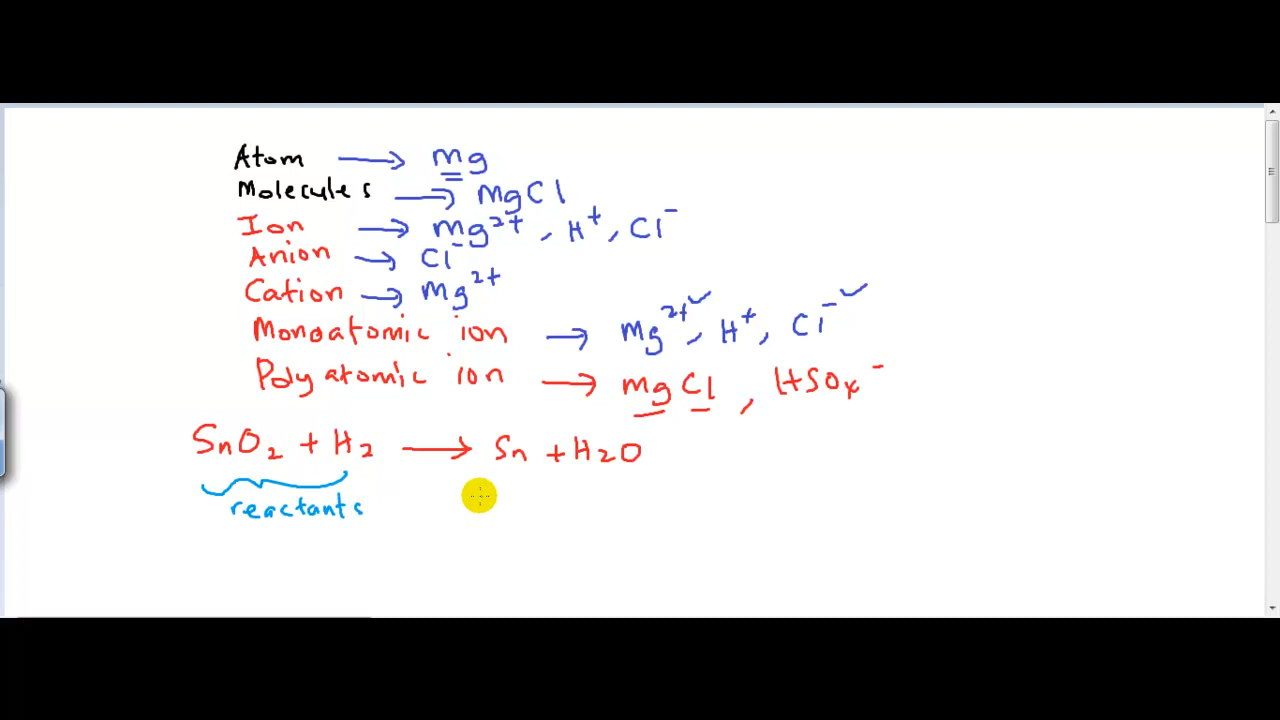 Atom → Mg
Molecules → MgCl
Ion → Mg²⁺, H⁺, Cl⁻
Anion → Cl⁻
Cation → Mg²⁺
Monoatomic ion → Mg²⁺, H⁺, Cl⁻
Polyatomic ion → MgCl, HSO₄⁻
SnO₂ + H₂ → Sn + H₂O
reactants